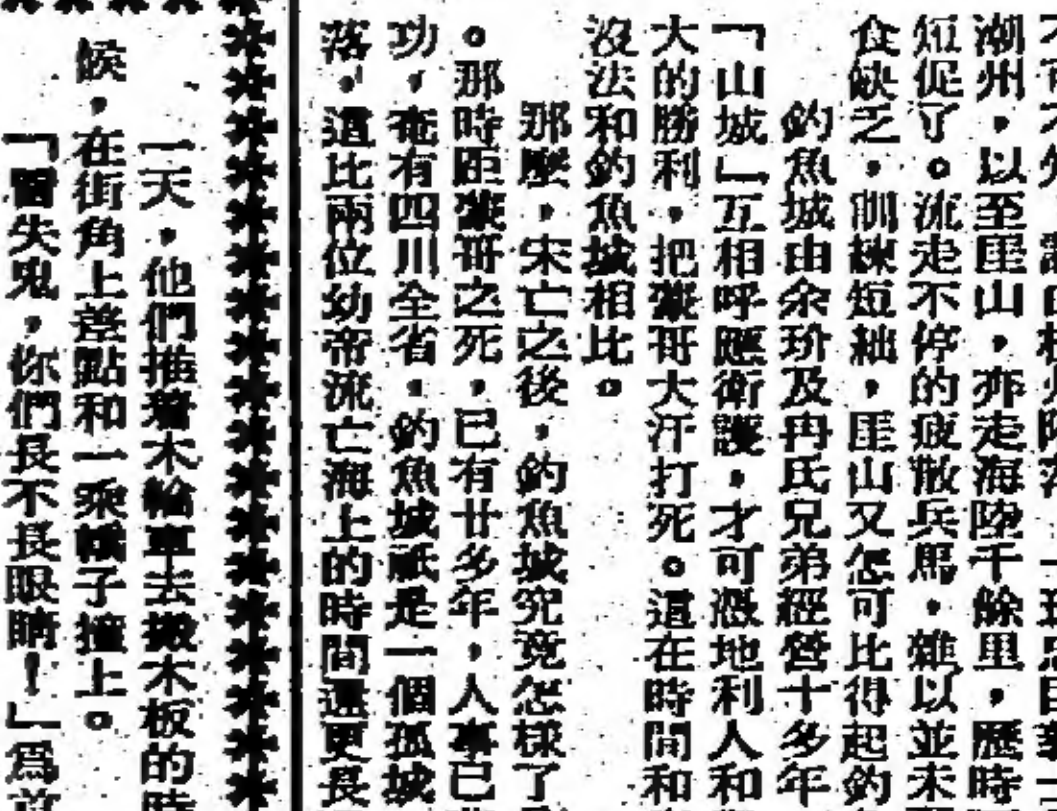 潮州，以至厓山，亦走海陸千餘里，歷時
短促了。流走不停的疲散兵馬，雖以並未
食缺乏，訓練短絀，厓山又怎可比得起釣
釣魚城由余玠及冉氏兄弟經營十多年
「山城」互相呼應衛護，才可憑地利人和
大的勝利，把蒙哥大汗打死。這在時間和
沒法和釣魚城相比。
那麼，宋亡之後，釣魚城究竟怎樣了
。那時距蒙哥之死，已有廿多年，人事已
功，奄有四川全省，釣魚城祇是一個孤城
落，這比兩位幼帝流亡海上的時間還更長
一天，他們推着木輪車去搬木板的時
候，在街角上差點和一乘轎子撞上。
「冒失鬼，你們長不長眼睛！」爲首